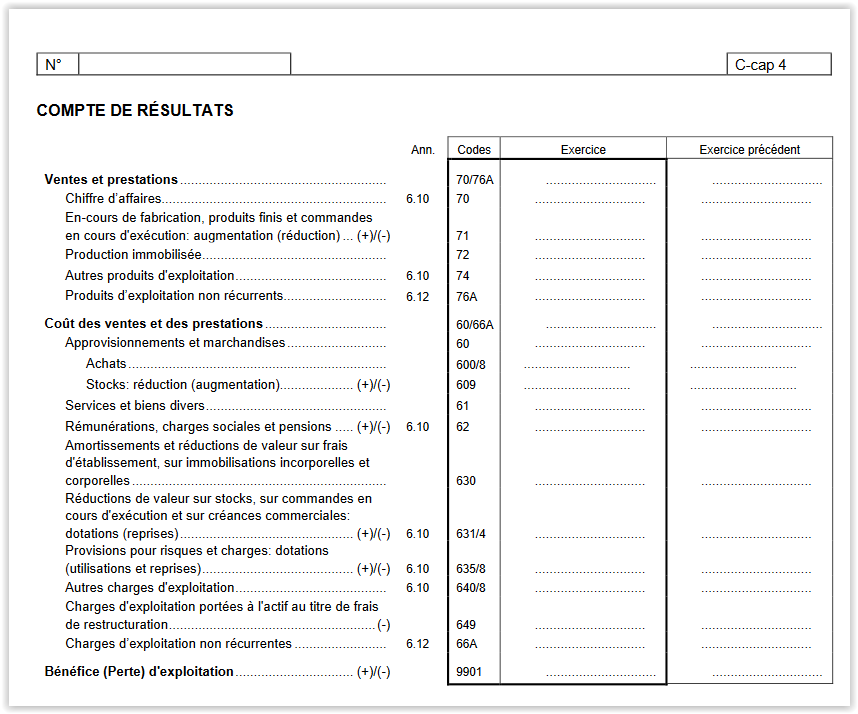 N° C-cap 4
COMPTE DE RÉSULTATS
Ann. Codes Exercice Exercice précédent
Ventes et prestations 70/76A
Chiffre d’affaires 6.10 70
En-cours de fabrication, produits finis et commandes
en cours d'exécution: augmentation (réduction) ... (+)/(-) 71
Production immobilisée 72
Autres produits d'exploitation 6.10 74
Produits d’exploitation non récurrents 6.12 76A
Coût des ventes et des prestations 60/66A
Approvisionnements et marchandises 60
Achats 600/8
Stocks: réduction (augmentation) (+)/(-) 609
Services et biens divers 61
Rémunérations, charges sociales et pensions ..... (+)/(-) 6.10 62
Amortissements et réductions de valeur sur frais
d'établissement, sur immobilisations incorporelles et
corporelles 630
Réductions de valeur sur stocks, sur commandes en
cours d'exécution et sur créances commerciales:
dotations (reprises) (+)/(-) 6.10 631/4
Provisions pour risques et charges: dotations
(utilisations et reprises) (+)/(-) 6.10 635/8
Autres charges d'exploitation 6.10 640/8
Charges d'exploitation portées à l'actif au titre de frais
de restructuration (-) 649
Charges d’exploitation non récurrentes 6.12 66A
Bénéfice (Perte) d'exploitation (+)/(-) 9901